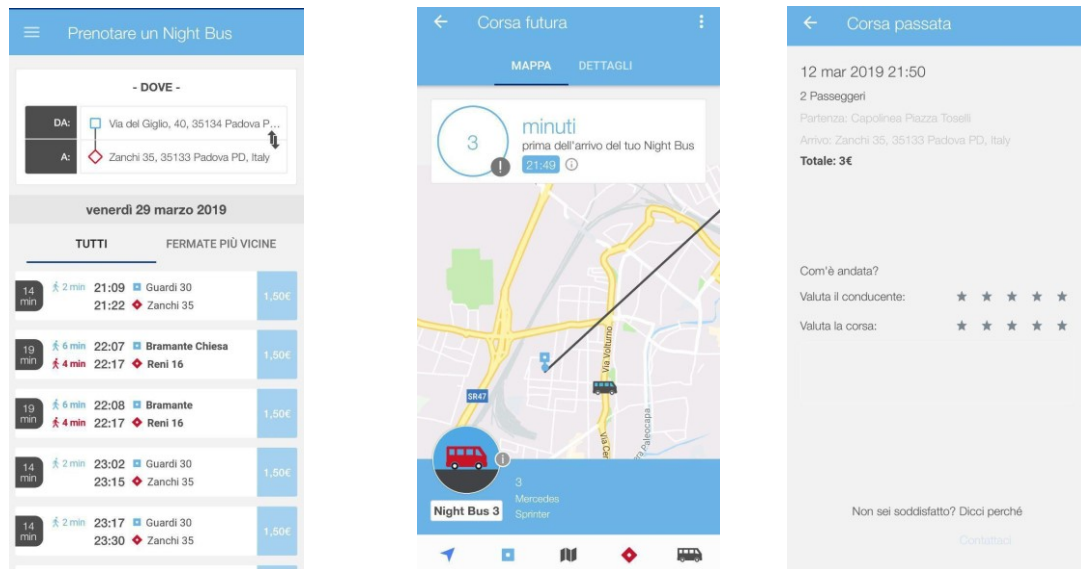 Prenotare un Night Bus
- DOVE -
DA: Via del Giglio, 40, 35134 Padova P...
A: Zanchi 35, 35133 Padova PD, Italy
venerdì 29 marzo 2019
TUTTI FERMATE PIÙ VICINE
14 min 2 min 21:09 Guardi 30 1,50€
21:22 Zanchi 35
19 min 6 min 22:07 Bramante Chiesa 1,50€
4 min 22:17 Reni 16
19 min 6 min 22:08 Bramante 1,50€
4 min 22:17 Reni 16
14 min 2 min 23:02 Guardi 30 1,50€
23:15 Zanchi 35
14 min 2 min 23:17 Guardi 30 1,50€
23:30 Zanchi 35
Corsa futura
MAPPA DETTAGLI
3 minuti
prima dell'arrivo del tuo Night Bus
21:49
Via Volturno
SR47
Via Cer
ra Paleocapa
3
Mercedes
Night Bus 3 Sprinter
Corsa passata
12 mar 2019 21:50
2 Passeggeri
Partenza: Capolinea Piazza Toselli
Arrivo: Zanchi 35, 35133 Padova PD, Italy
Totale: 3€
Com'è andata?
Valuta il conducente:
Valuta la corsa:
Non sei soddisfatto? Dicci perché
Contattaci